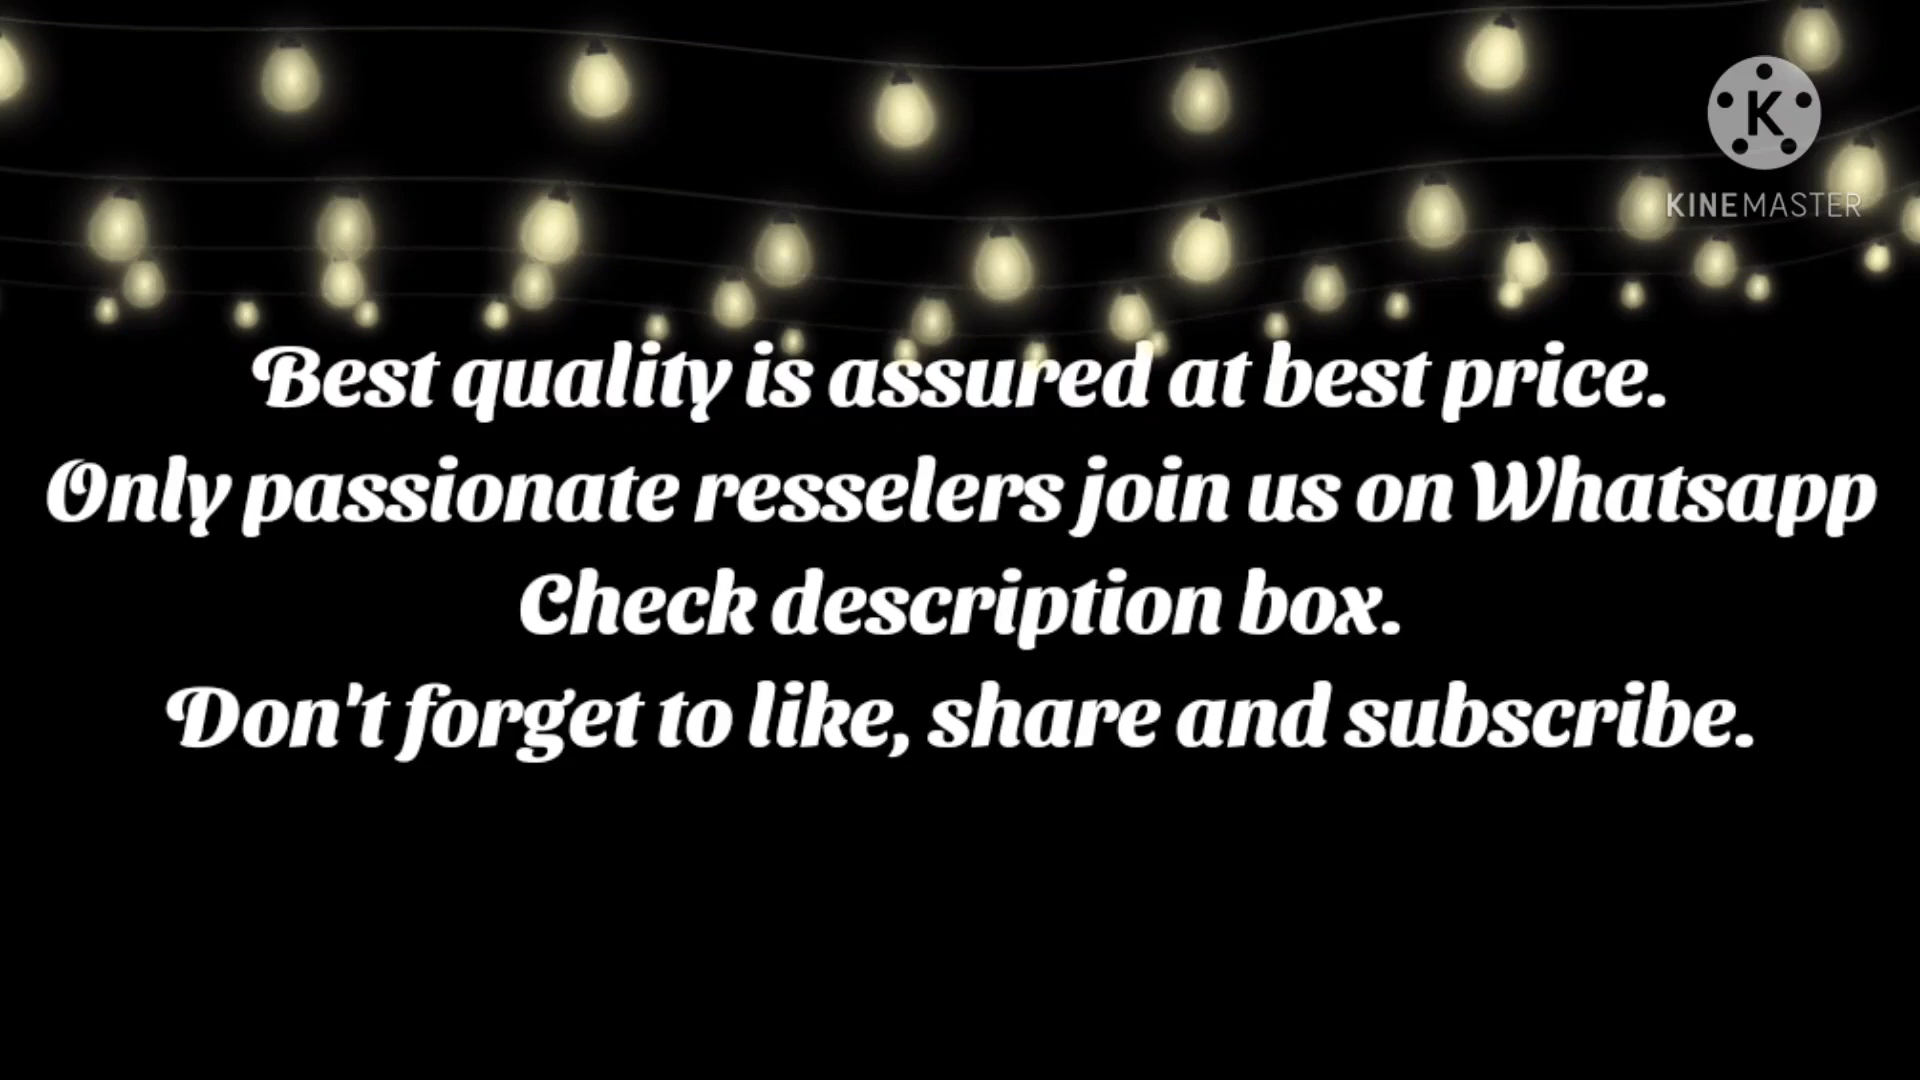 K
KINEMASTER
Best quality is assured at best price.
Only passionate resselers join us on Whatsapp
Check description box.
Don't forget to like, share and subscribe.